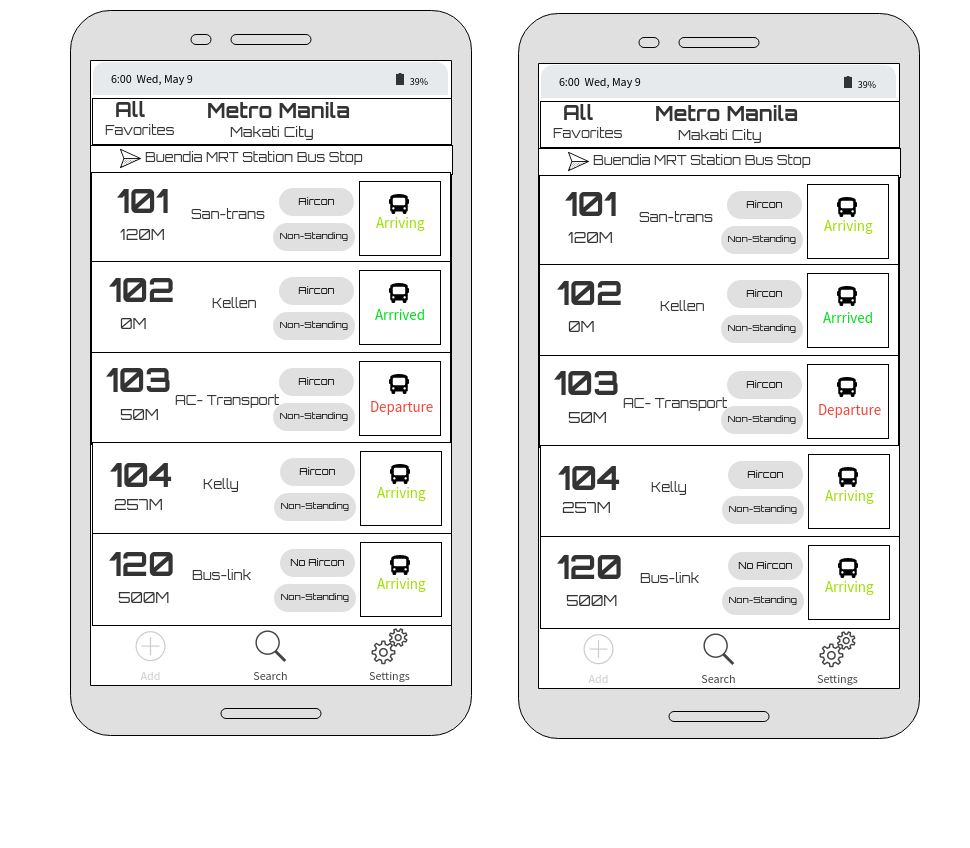 6:00 Wed, May 9 39%
All Metro Manila
Favorites Makati City
Buendia MRT Station Bus Stop
101 San-trans Aircon
120M Non-Standing Arriving
102 Kellen Aircon
0M Non-Standing Arrrived
103 AC- Transport Aircon
50M Non-Standing Departure
104 Kelly Aircon
257M Non-Standing Arriving
120 Bus-link No Aircon
500M Non-Standing Arriving
Add Search Settings
6:00 Wed, May 9 39%
All Metro Manila
Favorites Makati City
Buendia MRT Station Bus Stop
101 San-trans Aircon
120M Non-Standing Arriving
102 Kellen Aircon
0M Non-Standing Arrrived
103 AC- Transport Aircon
50M Non-Standing Departure
104 Kelly Aircon
257M Non-Standing Arriving
120 Bus-link No Aircon
500M Non-Standing Arriving
Add Search Settings